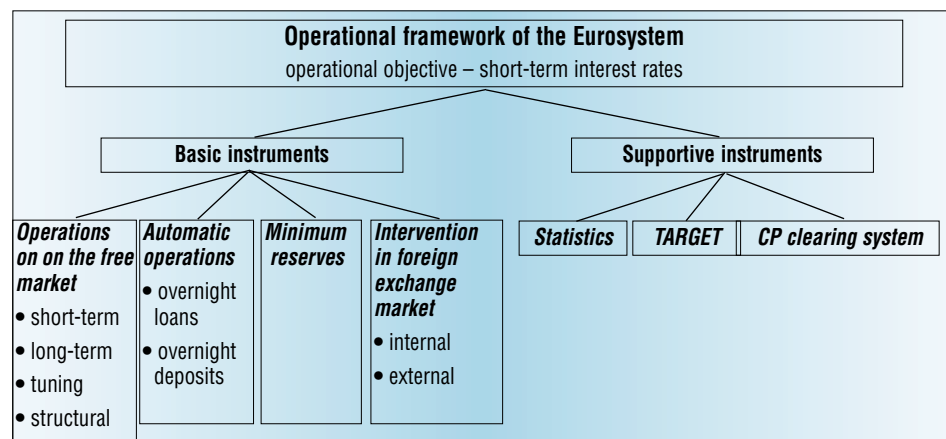 Operational framework of the Eurosystem
operational objective – short-term interest rates
Basic instruments
Supportive instruments
Operations
on on the free
market
• short-term
• long-term
• tuning
• structural
Automatic
operations
• overnight
loans
• overnight
deposits
Minimum
reserves
Intervention
in foreign
exchange
market
• internal
• external
Statistics
TARGET
CP clearing system